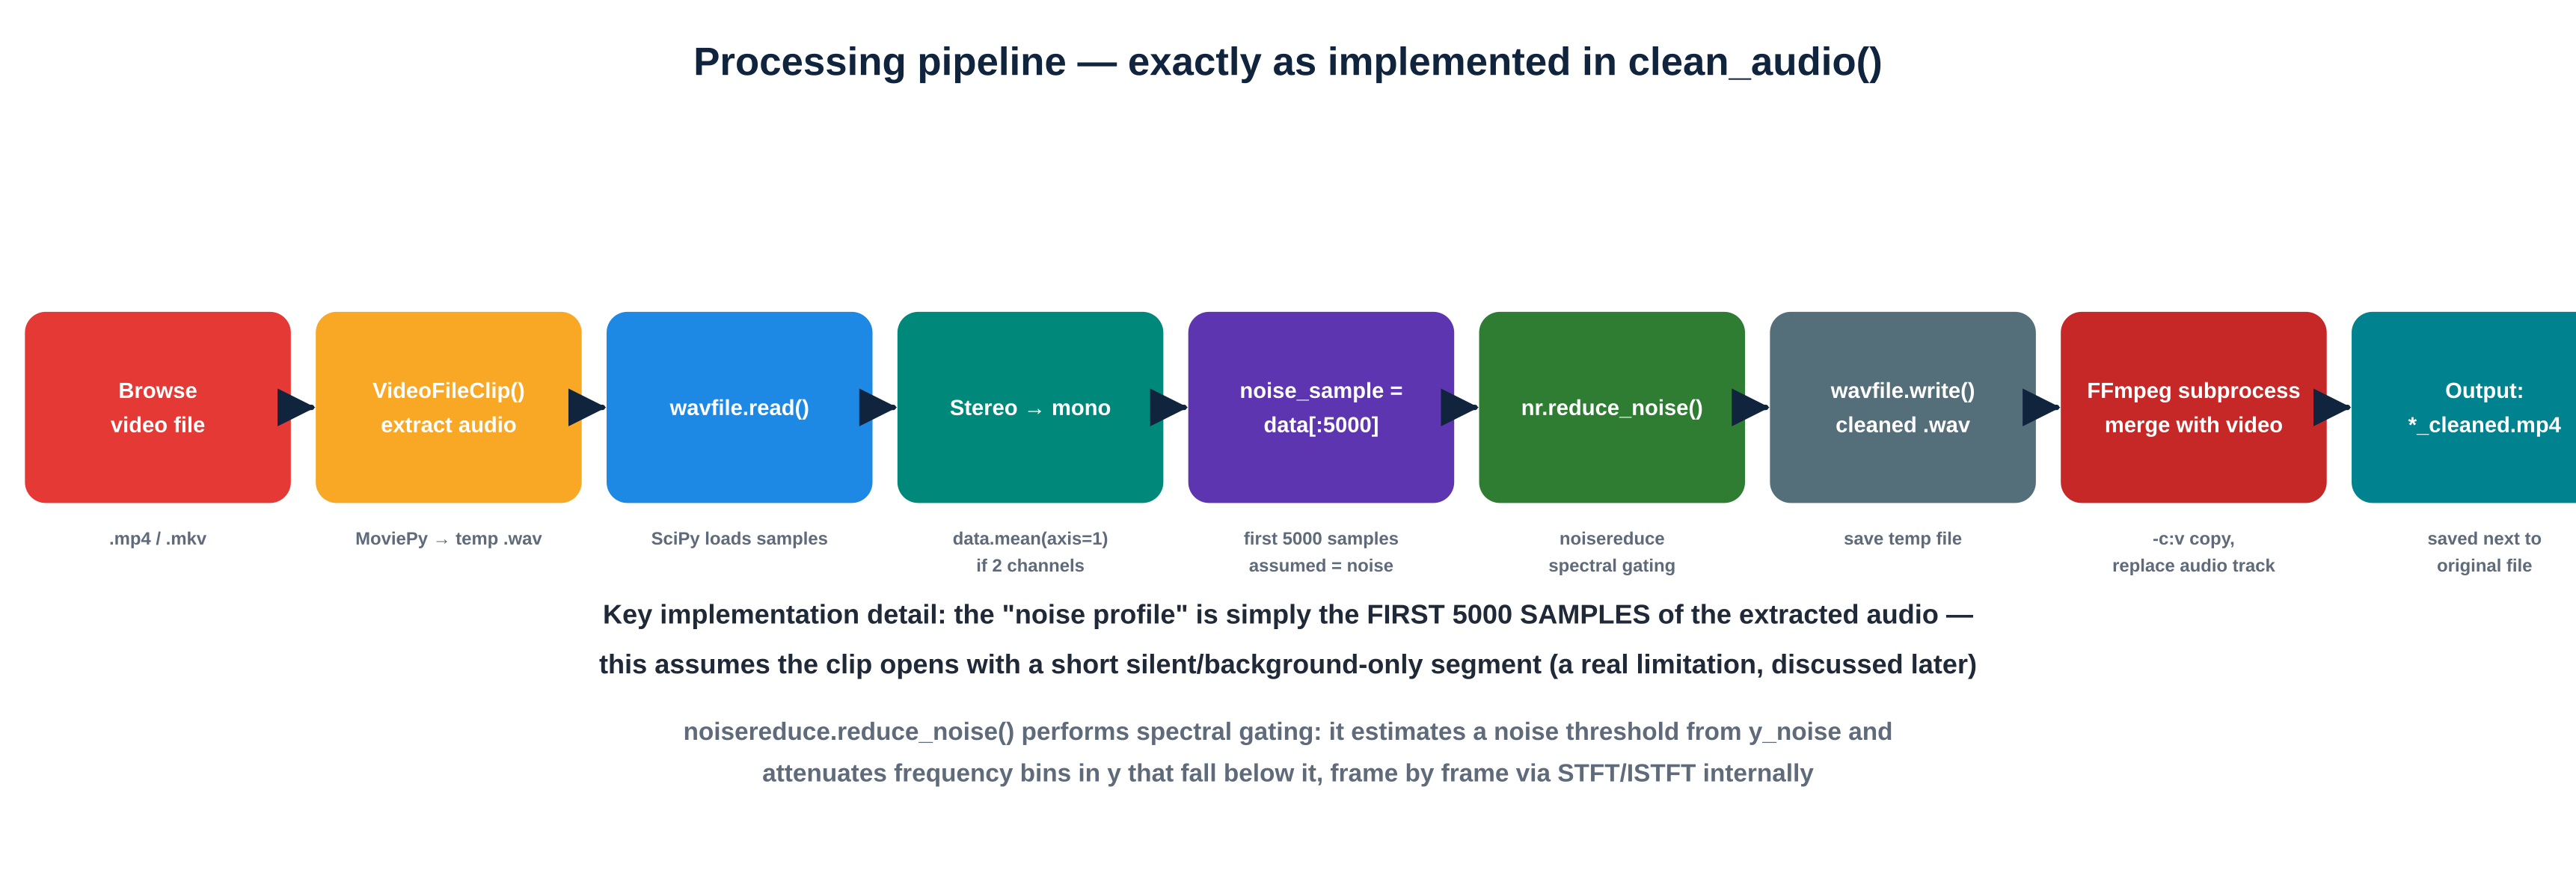 Processing pipeline — exactly as implemented in clean_audio()
Browse
video file
VideoFileClip()
extract audio
wavfile.read()
Stereo → mono
noise_sample =
data[:5000]
nr.reduce_noise()
wavfile.write()
cleaned .wav
FFmpeg subprocess
merge with video
Output:
*_cleaned.mp4
.mp4 / .mkv
MoviePy → temp .wav
SciPy loads samples
data.mean(axis=1)
if 2 channels
first 5000 samples
assumed = noise
noisereduce
spectral gating
save temp file
-c:v copy,
replace audio track
saved next to
original file
Key implementation detail: the "noise profile" is simply the FIRST 5000 SAMPLES of the extracted audio —
this assumes the clip opens with a short silent/background-only segment (a real limitation, discussed later)
noisereduce.reduce_noise() performs spectral gating: it estimates a noise threshold from y_noise and
attenuates frequency bins in y that fall below it, frame by frame via STFT/ISTFT internally